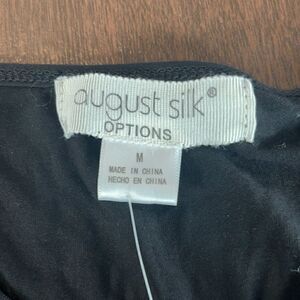 august silk®
OPTIONS
M
MADE IN CHINA
HECHO EN CHINA